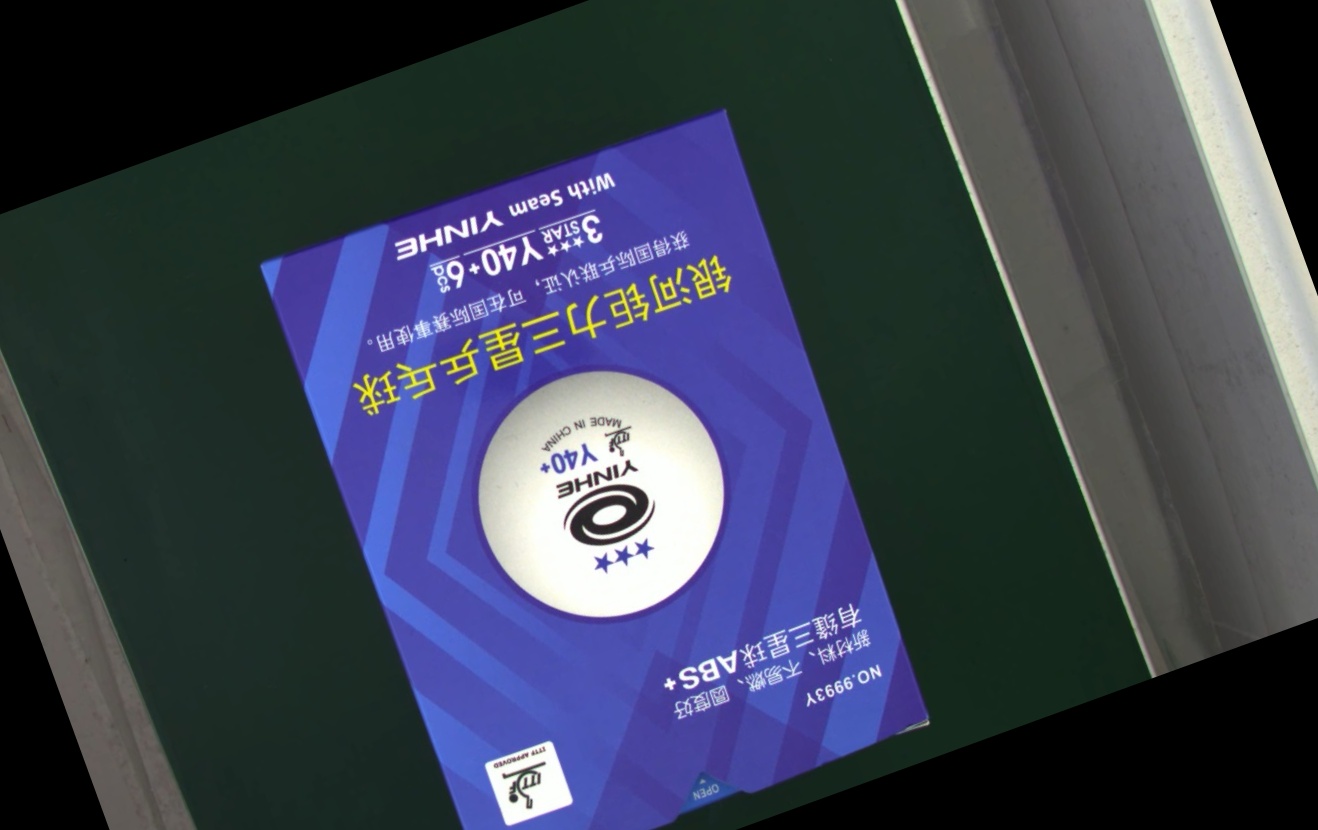 OPEN
ITTF APPROVED
NO.9993Y
新材料、不易燃、圆度好
有缝三星球ABS+
★★★
YINHE
Y40+
MADE IN CHINA
银河钜力三星乒乓球
获得国际乒联认证,可在国际赛事使用。
3 STAR ★★★ Y40+ 6 PCS
With Seam YINHE